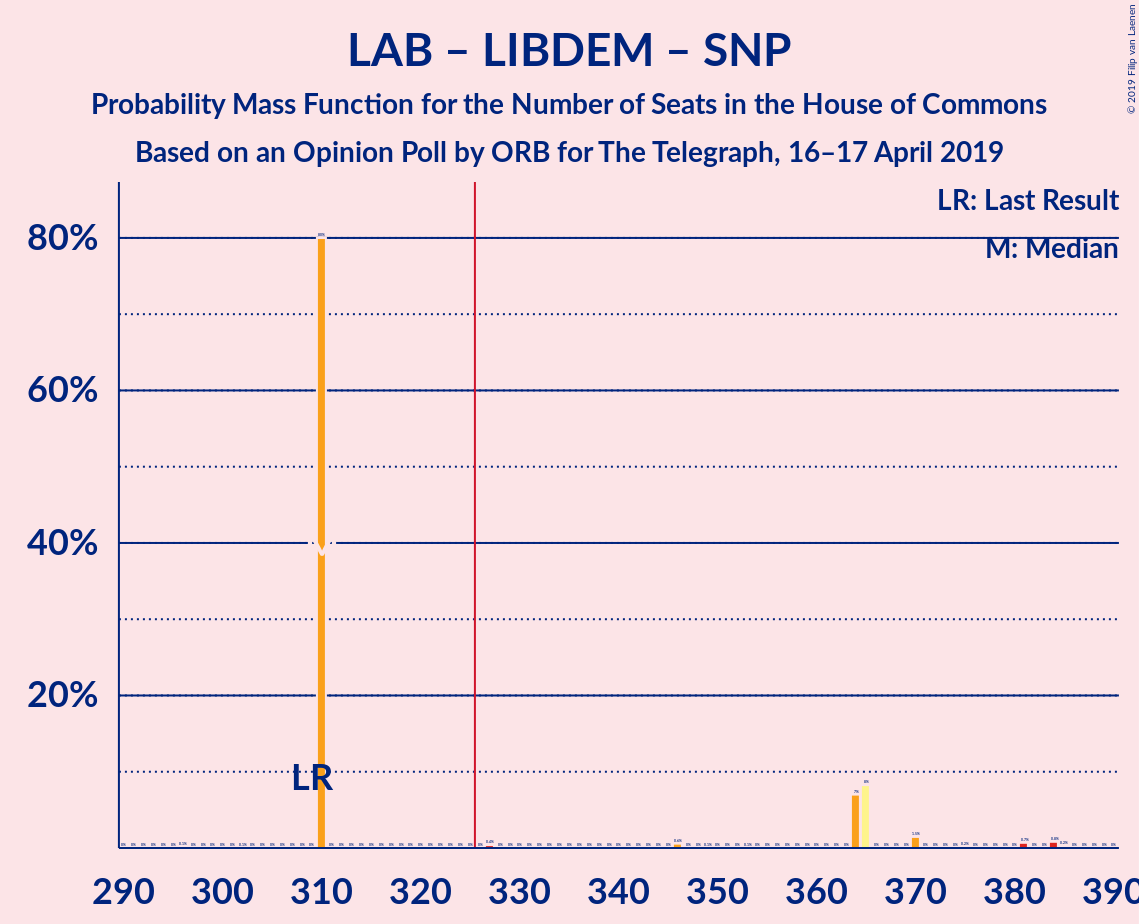 LAB – LIBDEM – SNP
Probability Mass Function for the Number of Seats in the House of Commons
Based on an Opinion Poll by ORB for The Telegraph, 16–17 April 2019
© 2019 Filip van Laenen
LR: Last Result
M: Median
80%
60%
40%
20%
M
LR
290 300 310 320 330 340 350 360 370 380 390